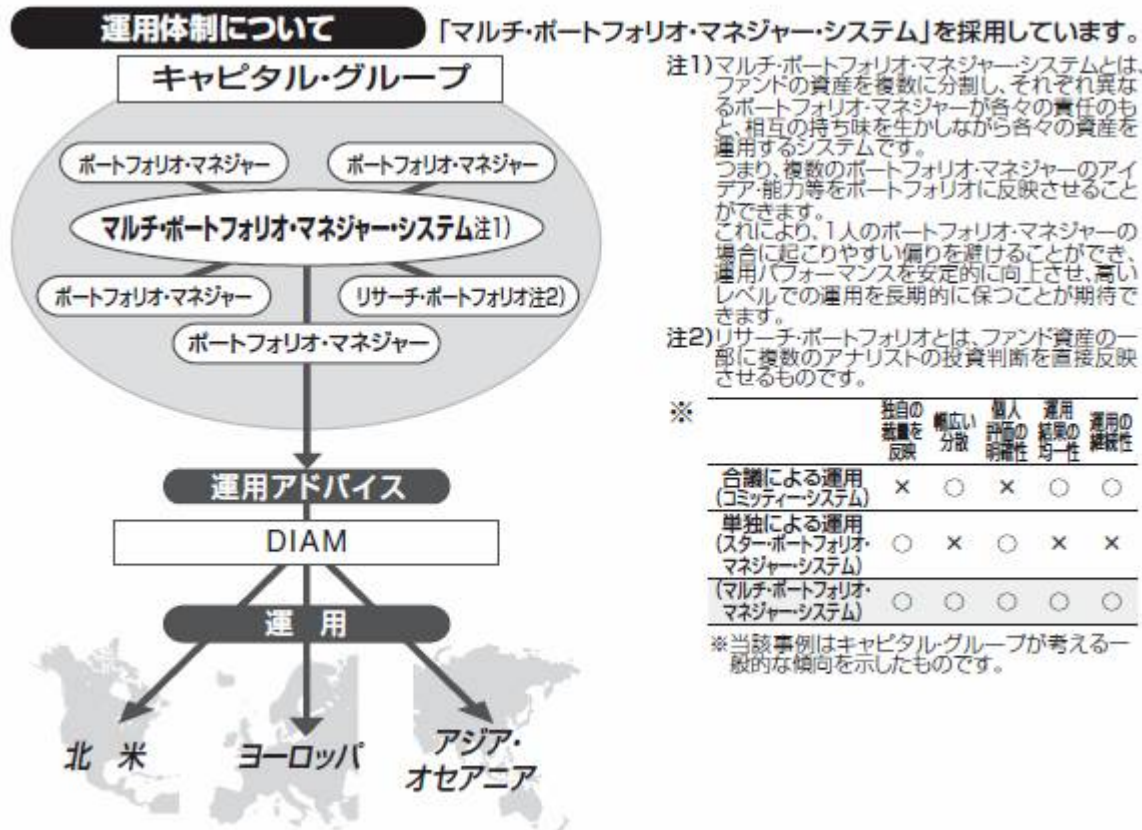 運用体制について
「マルチ・ポートフォリオ・マネジャー・システム」を採用しています。
キャピタル・グループ
ポートフォリオ・マネジャー
ポートフォリオ・マネジャー
マルチ・ポートフォリオ・マネジャー・システム注1)
ポートフォリオ・マネジャー
リサーチ・ポートフォリオ注2)
ポートフォリオ・マネジャー
運用アドバイス
DIAM
運 用
北 米
ヨーロッパ
アジア・
オセアニア
注1)マルチ・ポートフォリオ・マネジャー・システムとは、
ファンドの資産を複数に分割し、それぞれ異な
るポートフォリオ・マネジャーが各々の責任のも
と、相互の持ち味を生かしながら各々の資産を
運用するシステムです。
つまり、複数のポートフォリオ・マネジャーのアイ
デア・能力等をポートフォリオに反映させること
ができます。
これにより、1人のポートフォリオ・マネジャーの
場合に起こりやすい偏りを避けることができ、
運用パフォーマンスを安定的に向上させ、高い
レベルでの運用を長期的に保つことが期待で
きます。
注2)リサーチ・ポートフォリオとは、ファンド資産の一
部に複数のアナリストの投資判断を直接反映
させるものです。
※
独自の裁量を反映 幅広い分散 個人評価の明確性 運用結果の均一性 運用の継続性
合議による運用
(コミッティー・システム) × ○ × ○ ○
単独による運用
(スター・ポートフォリオ・
マネジャー・システム) ○ × ○ × ×
(マルチ・ポートフォリオ・
マネジャー・システム) ○ ○ ○ ○ ○
※当該事例はキャピタル・グループが考える一
般的な傾向を示したものです。